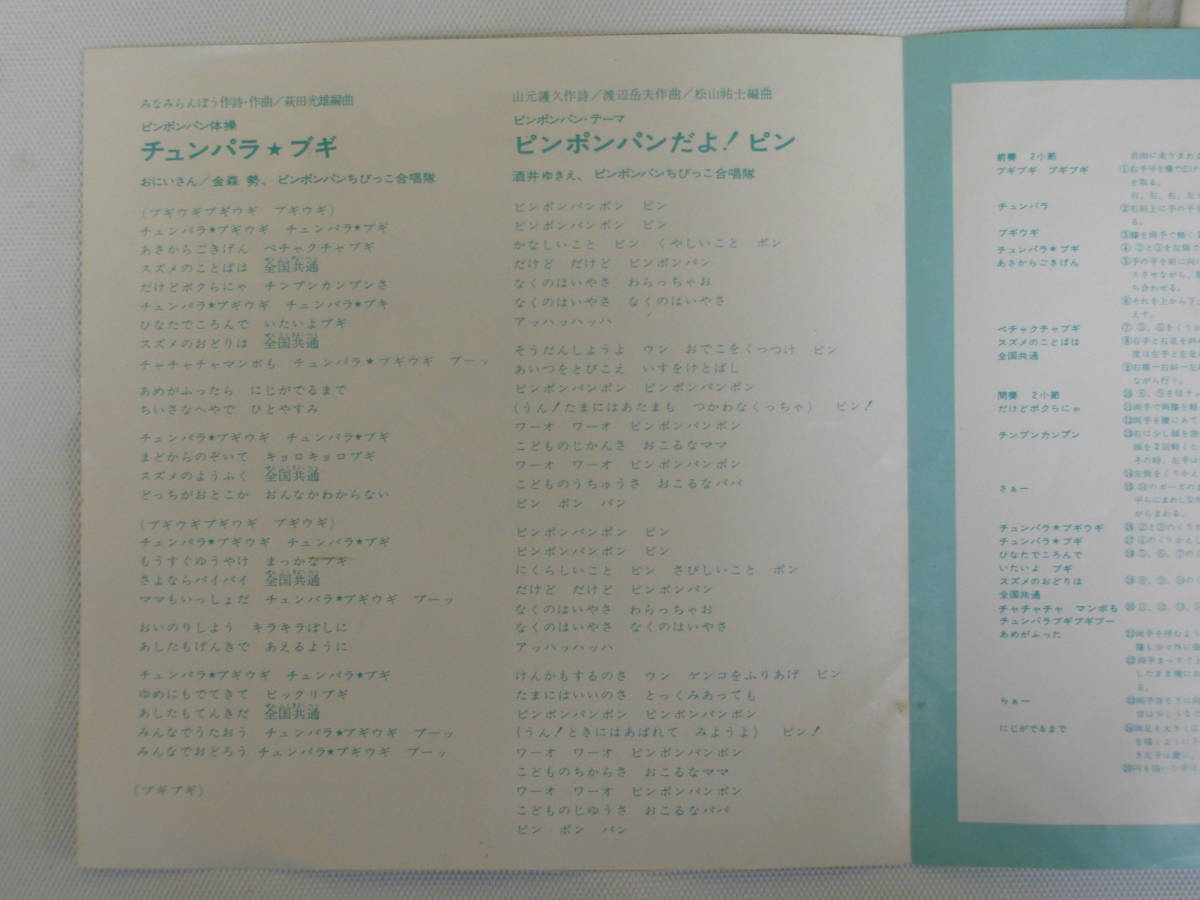 みなみらんぼう作詩・作曲／萩田光雄編曲
ピンポンパン体操
チュンパラ★ブギ
おにいさん／金森 勢、ピンポンパンちびっこ合唱隊
(ブギウギブギウギ ブギウギ)
チュンパラ★ブギウギ チュンパラ★ブギ
あさからごきげん ペチャクチャブギ
スズメのことばは 全国共通
だけどボクらにゃ チンプンカンプンさ
チュンパラ★ブギウギ チュンパラ★ブギ
ひなたでころんで いたいよブギ
スズメのおどりは 全国共通
チャチャチャマンボも チュンパラ★ブギウギ ブーッ
あめがふったら にじがでるまで
ちいさなへやで ひとやすみ
チュンパラ★ブギウギ チュンパラ★ブギ
まどからのぞいて キョロキョロブギ
スズメのようふく 全国共通
どっちがおとこか おんなかわからない
(ブギウギブギウギ ブギウギ)
チュンパラ★ブギウギ チュンパラ★ブギ
もうすぐゆうやけ まっかなブギ
さよならバイバイ 全国共通
ママもいっしょだ チュンパラ★ブギウギ ブーッ
おいのりしよう キラキラぼしに
あしたもげんきで あえるように
チュンパラ★ブギウギ チュンパラ★ブギ
ゆめにもでてきて ビックリブギ
あしたもてんきだ 全国共通
みんなでうたおう チュンパラ★ブギウギ ブーッ
みんなでおどろう チュンパラ★ブギウギ ブーッ
(ブギブギ)
山元護久作詩／渡辺岳夫作曲／松山祐士編曲
ピンポンパン・テーマ
ピンポンパンだよ！ピン
酒井ゆきえ、ピンポンパンちびっこ合唱隊
ピンポンパンポン ピン
ピンポンパンポン ピン
かなしいこと ピン くやしいこと ポン
だけど だけど ピンポンパン
なくのはいやさ わらっちゃお
なくのはいやさ なくのはいやさ
アッハッハッハ
そうだんしようよ ウン おでこをくっつけ ピン
あいつをとびこえ いすをけとばし
ピンポンパンポン ピンポンパンポン
(うん！たまにはあたまも つかわなくっちゃ) ピン！
ワーオ ワーオ ピンポンパンポン
こどものじかんさ おこるなママ
ワーオ ワーオ ピンポンパンポン
こどものうちゅうさ おこるなパパ
ピン ポン パン
ピンポンパンポン ピン
ピンポンパンポン ピン
にくらしいこと ピン さびしいこと ポン
だけど だけど ピンポンパン
なくのはいやさ わらっちゃお
なくのはいやさ なくのはいやさ
アッハッハッハ
けんかもするのさ ウン ゲンコをふりあげ ピン
たまにはいいのさ とっくみあっても
ピンポンパンポン ピンポンパンポン
(うん！ときにはあばれて みようよ) ピン！
ワーオ ワーオ ピンポンパンポン
こどものちからさ おこるなママ
ワーオ ワーオ ピンポンパンポン
こどものじゆうさ おこるなパパ
ピン ポン パン
前奏 2小節
ブギブギ ブギブギ
チュンパラ
ブギウギ
チュンパラ★ブギ
あさからごきげん
ペチャクチャブギ
スズメのことばは
全国共通
間奏 2小節
だけどボクらにゃ
チンプンカンプン
さぁー
チュンパラ★ブギウギ
チュンパラ★ブギ
ひなたでころんで
いたいよ ブギ
スズメのおどりは
全国共通
チャチャチャ マンボも
チュンパラブギブギブー
あめがふった
らぁー
にじがでるまで